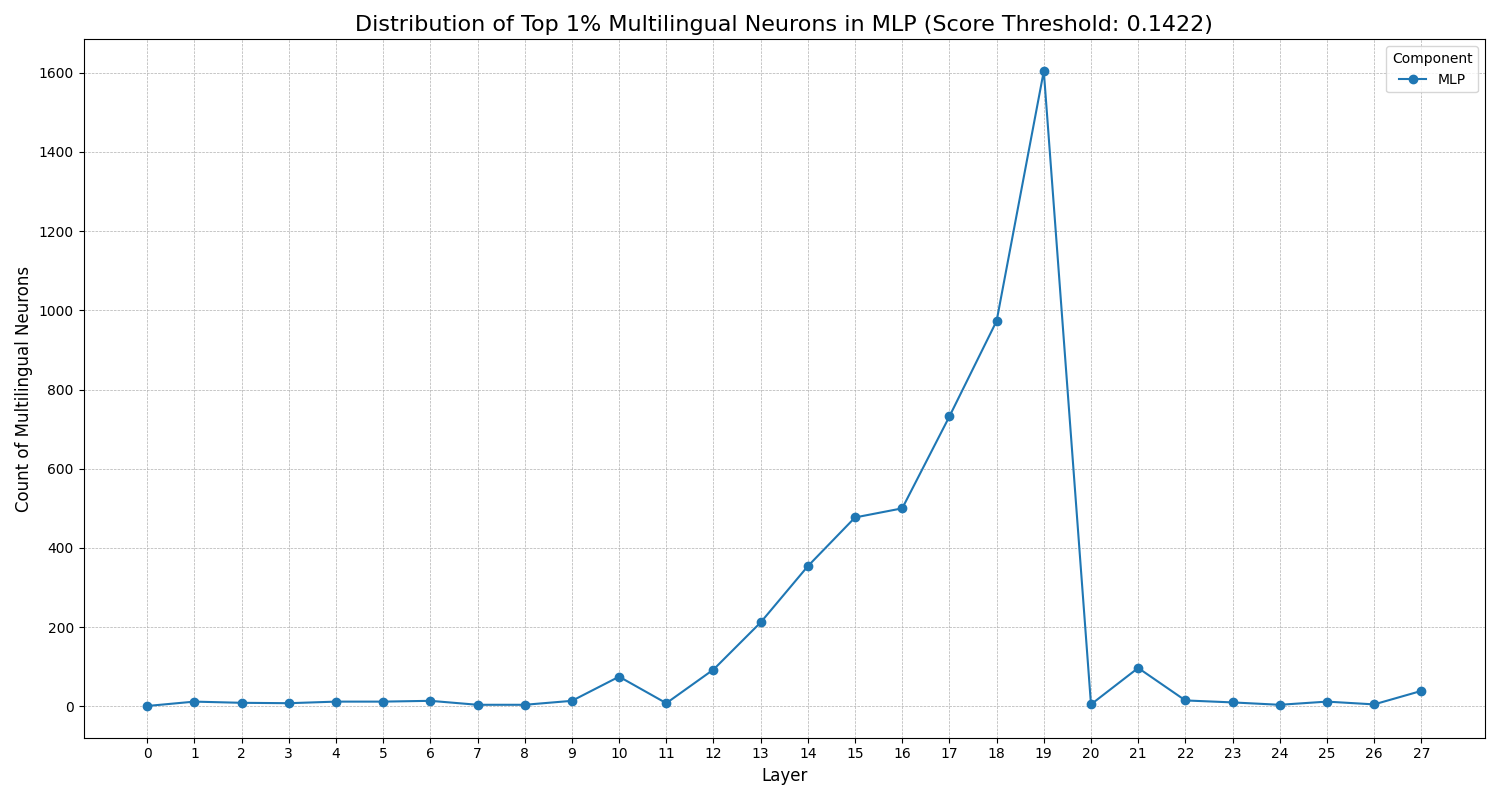 Distribution of Top 1% Multilingual Neurons in MLP (Score Threshold: 0.1422)
Component
MLP
1600
1400
1200
1000
800
600
400
200
0
Count of Multilingual Neurons
0 1 2 3 4 5 6 7 8 9 10 11 12 13 14 15 16 17 18 19 20 21 22 23 24 25 26 27
Layer